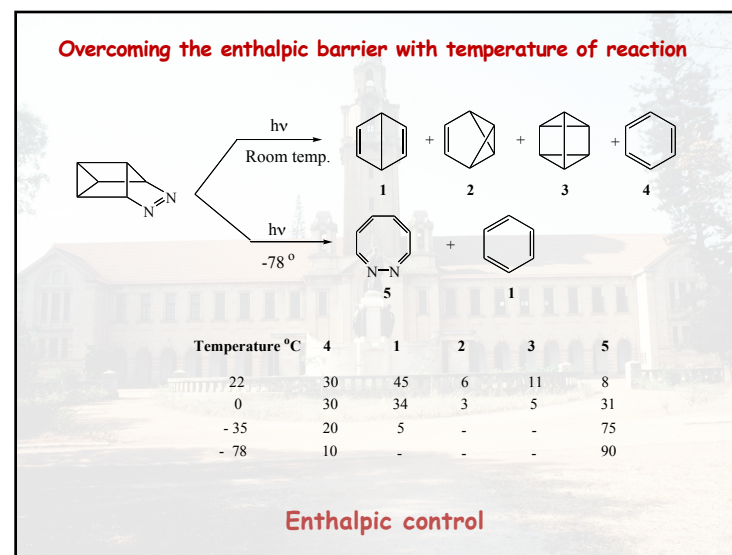 Overcoming the enthalpic barrier with temperature of reaction
hν
Room temp.
+ + +
1 2 3 4
N
N
hν
-78 o
+
N N
5 1
Temperature oC 4 1 2 3 5
22 30 45 6 11 8
0 30 34 3 5 31
- 35 20 5 - - 75
- 78 10 - - - 90
Enthalpic control